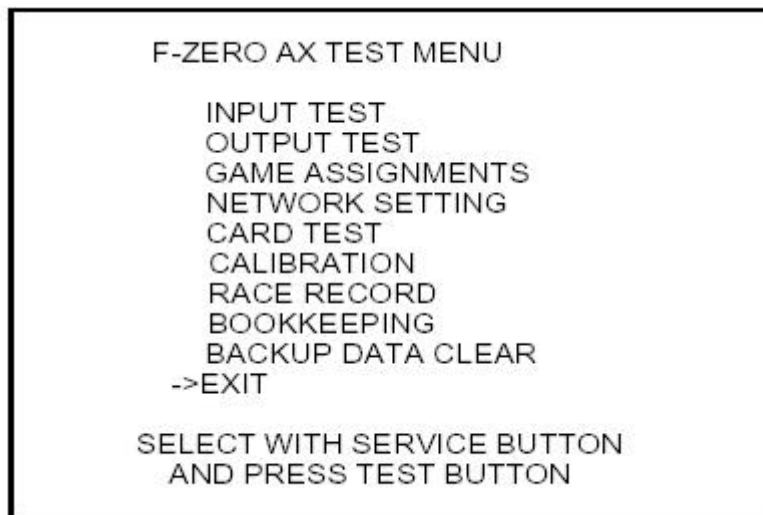 F-ZERO AX TEST MENU
INPUT TEST
OUTPUT TEST
GAME ASSIGNMENTS
NETWORK SETTING
CARD TEST
CALIBRATION
RACE RECORD
BOOKKEEPING
BACKUP DATA CLEAR
->EXIT
SELECT WITH SERVICE BUTTON
AND PRESS TEST BUTTON